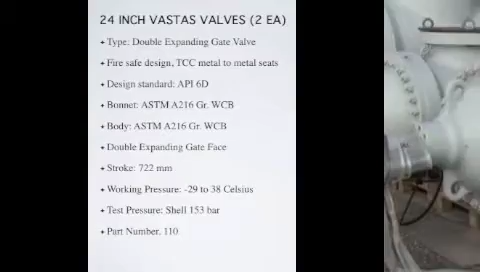 24 INCH VASTAS VALVES (2 EA)
✦ Type: Double Expanding Gate Valve
✦ Fire safe design, TCC metal to metal seats
✦ Design standard: API 6D
✦ Bonnet: ASTM A216 Gr. WCB
✦ Body: ASTM A216 Gr. WCB
✦ Double Expanding Gate Face
✦ Stroke: 722 mm
✦ Working Pressure: -29 to 38 Celsius
✦ Test Pressure: Shell 153 bar
✦ Part Number. 110